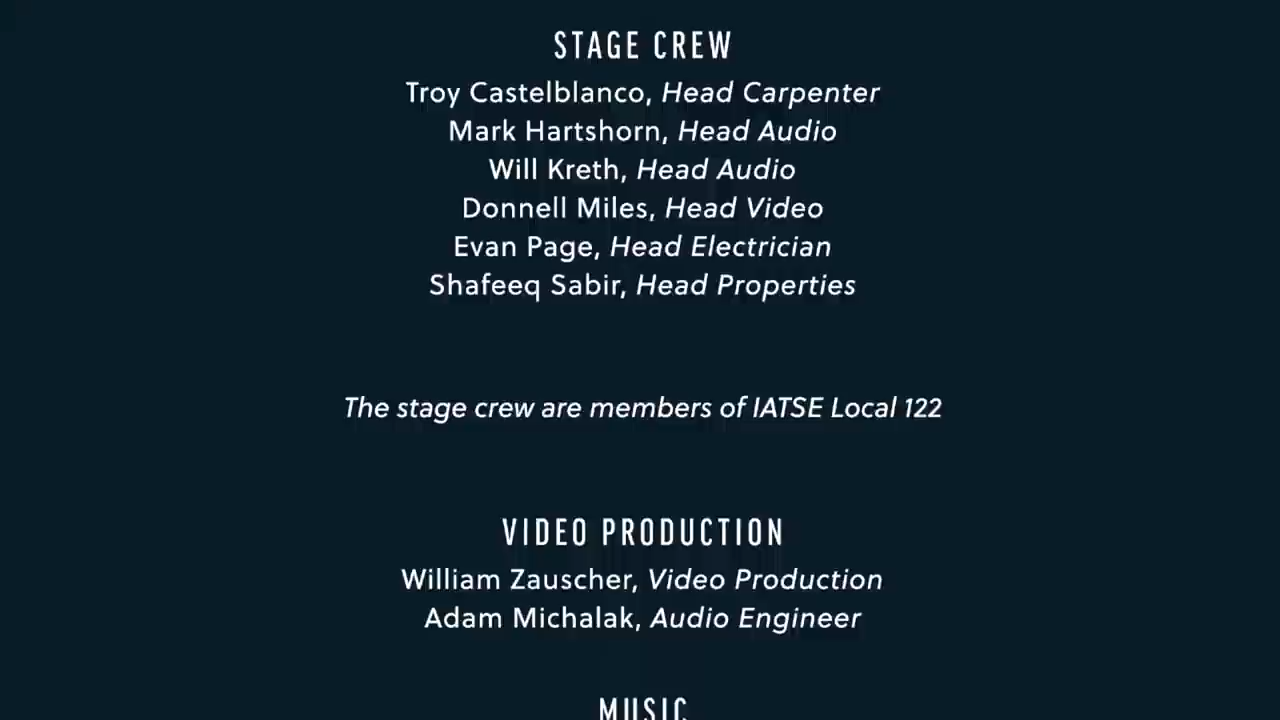 STAGE CREW
Troy Castelblanco, Head Carpenter
Mark Hartshorn, Head Audio
Will Kreth, Head Audio
Donnell Miles, Head Video
Evan Page, Head Electrician
Shafeeq Sabir, Head Properties
The stage crew are members of IATSE Local 122
VIDEO PRODUCTION
William Zauscher, Video Production
Adam Michalak, Audio Engineer
MUSIC